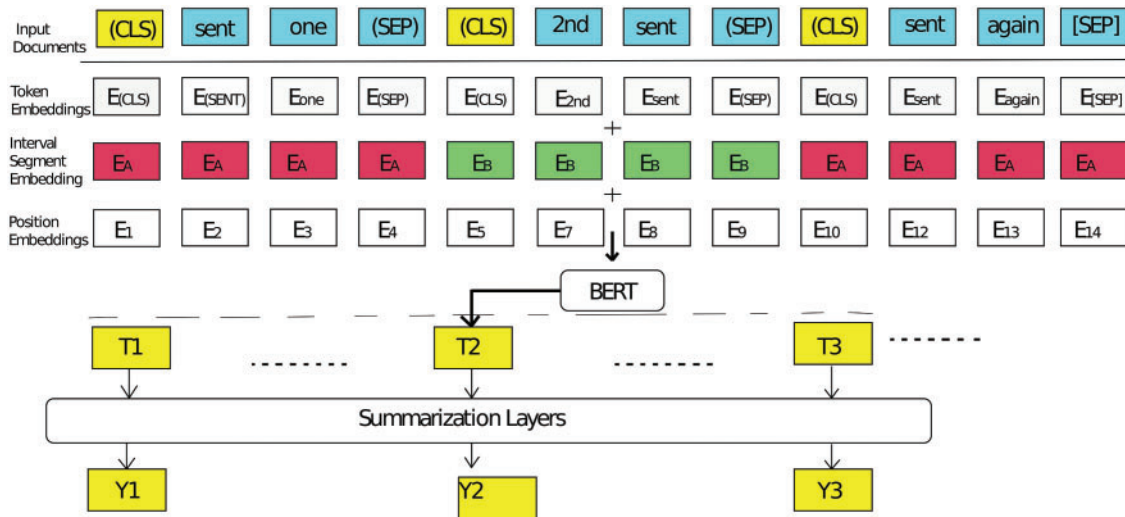 Input Documents (CLS) sent one (SEP) (CLS) 2nd sent (SEP) (CLS) sent again [SEP]
Token Embeddings E(CLS) E(SENT) Eone E(SEP) E(CLS) E2nd Esent E(SEP) E(CLS) Esent Eagain E[SEP]
+
Interval Segment Embedding EA EA EA EA EB EB EB EB EA EA EA EA
+
Position Embeddings E1 E2 E3 E4 E5 E7 E8 E9 E10 E12 E13 E14
BERT
T1 T2 T3
Summarization Layers
Y1 Y2 Y3